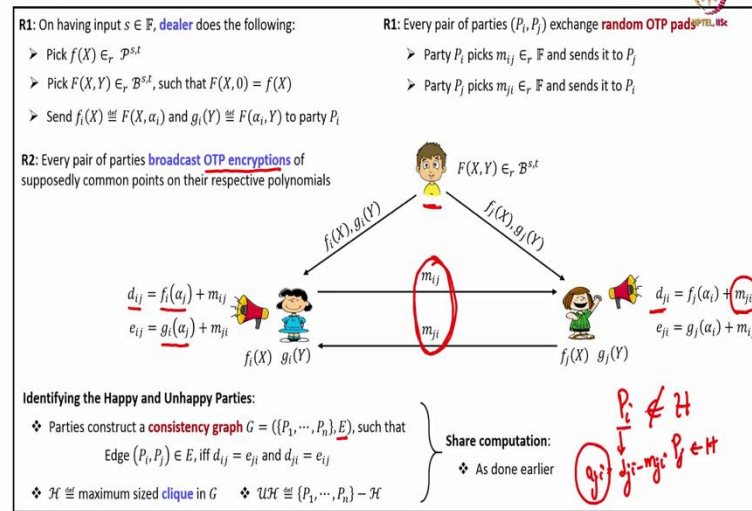 R1: On having input s ∈ 𝔽, dealer does the following:
➤ Pick f(X) ∈ᵣ 𝒫^{s,t}
➤ Pick F(X,Y) ∈ᵣ ℬ^{s,t}, such that F(X,0) = f(X)
➤ Send fᵢ(X) ≝ F(X,αᵢ) and gᵢ(Y) ≝ F(αᵢ,Y) to party Pᵢ
R1: Every pair of parties (Pᵢ,Pⱼ) exchange random OTP pads
NPTEL, IISc
➤ Party Pᵢ picks mᵢⱼ ∈ᵣ 𝔽 and sends it to Pⱼ
➤ Party Pⱼ picks mⱼᵢ ∈ᵣ 𝔽 and sends it to Pᵢ
R2: Every pair of parties broadcast OTP encryptions of
supposedly common points on their respective polynomials
F(X,Y) ∈ᵣ ℬ^{s,t}
fᵢ(X), gᵢ(Y)
fⱼ(X), gⱼ(Y)
mᵢⱼ
mⱼᵢ
dᵢⱼ = fᵢ(αⱼ) + mᵢⱼ
eᵢⱼ = gᵢ(αⱼ) + mⱼᵢ
fᵢ(X) gᵢ(Y)
dⱼᵢ = fⱼ(αᵢ) + mⱼᵢ
eⱼᵢ = gⱼ(αᵢ) + mᵢ
fⱼ(X) gⱼ(Y)
Identifying the Happy and Unhappy Parties:
❖ Parties construct a consistency graph G = ({P₁,⋯,Pₙ},E), such that
Edge (Pᵢ,Pⱼ) ∈ E, iff dᵢⱼ = eⱼᵢ and dⱼᵢ = eᵢⱼ
❖ ℋ ≝ maximum sized clique in G ❖ 𝒰ℋ ≝ {P₁,⋯,Pₙ} − ℋ
Share computation:
❖ As done earlier
Pᵢ ∉ H
dⱼᵢ - mⱼᵢ Pⱼ ∈ H